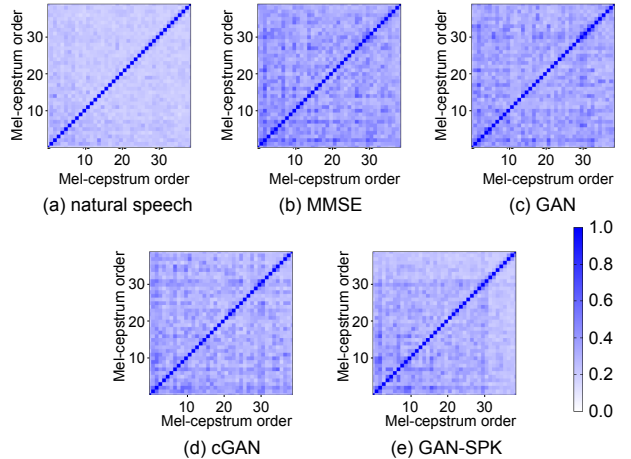 Mel-cepstrum order
30
20
10
10 20 30
Mel-cepstrum order
(a) natural speech
Mel-cepstrum order
30
20
10
10 20 30
Mel-cepstrum order
(b) MMSE
Mel-cepstrum order
30
20
10
10 20 30
Mel-cepstrum order
(c) GAN
Mel-cepstrum order
30
20
10
10 20 30
Mel-cepstrum order
(d) cGAN
Mel-cepstrum order
30
20
10
10 20 30
Mel-cepstrum order
(e) GAN-SPK
1.0
0.8
0.6
0.4
0.2
0.0